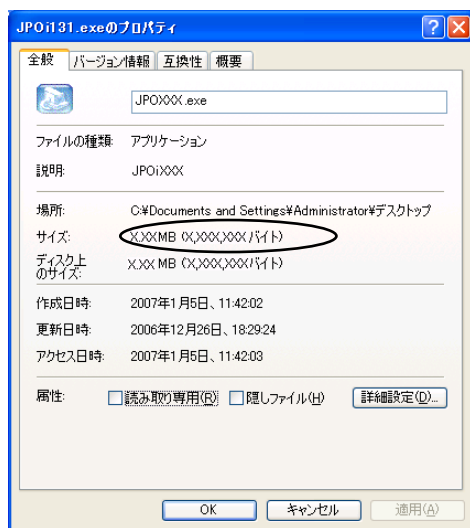 JPOi131.exeのプロパティ
全般 バージョン情報 互換性 概要
JPOXXX.exe
ファイルの種類: アプリケーション
説明: JPOiXXX
場所: C:¥Documents and Settings¥Administrator¥デスクトップ
サイズ: X.XXMB (X,XXX,XXXバイト)
ディスク上
のサイズ: X.XX MB (X,XXX,XXXバイト)
作成日時: 2007年1月5日、11:42:02
更新日時: 2006年12月26日、18:29:24
アクセス日時: 2007年1月5日、11:42:03
属性: 読み取り専用(R) 隠しファイル(H) 詳細設定(D)...
OK キャンセル 適用(A)